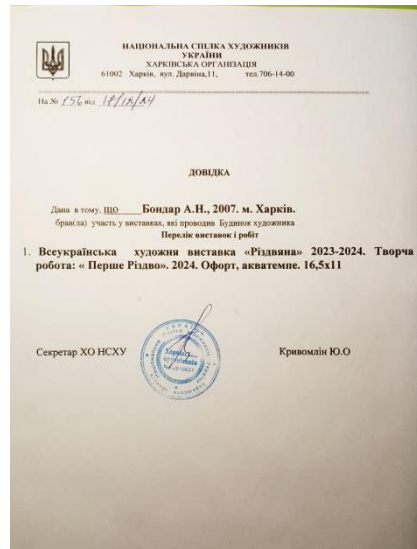 НАЦІОНАЛЬНА СПІЛКА ХУДОЖНИКІВ
УКРАЇНИ
ХАРКІВСЬКА ОРГАНІЗАЦІЯ
61002 Харків, вул. Дарвіна,11, тел.706-14-00
На № 156 від
ДОВІДКА
Дана в тому, що Бондар А.Н., 2007. м. Харків.
брав(ла) участь у виставках, які проводив Будинок художника
Перелік виставок і робіт
1. Всеукраїнська художня виставка «Різдвяна» 2023-2024. Творча
робота: « Перше Різдво». 2024. Офорт, акватемпе. 16,5х11
Секретар ХО НСХУ Кривомлін Ю.О